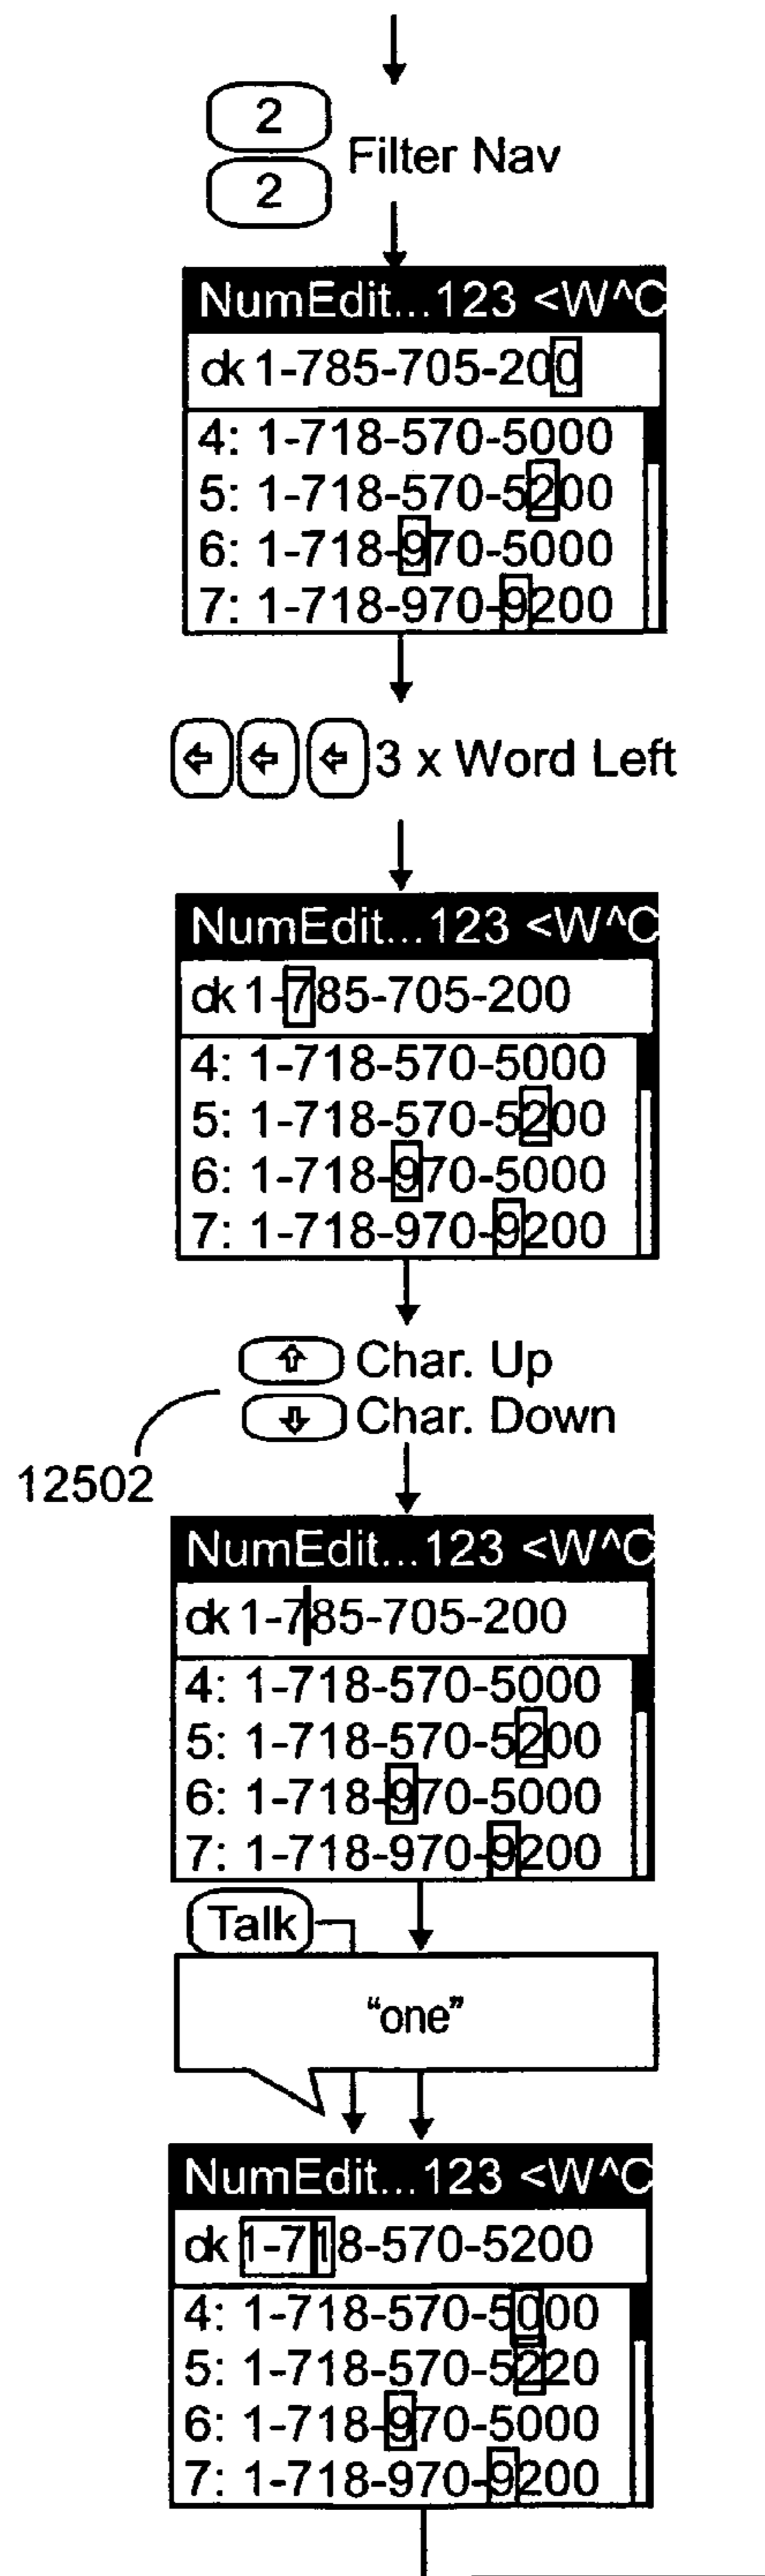 2
2
Filter Nav
NumEdit...123 <W^C
ck 1-785-705-200
4: 1-718-570-5000
5: 1-718-570-5200
6: 1-718-970-5000
7: 1-718-970-9200
3 x Word Left
NumEdit...123 <W^C
ck 1-785-705-200
4: 1-718-570-5000
5: 1-718-570-5200
6: 1-718-970-5000
7: 1-718-970-9200
Char. Up
Char. Down
12502
NumEdit...123 <W^C
ck 1-785-705-200
4: 1-718-570-5000
5: 1-718-570-5200
6: 1-718-970-5000
7: 1-718-970-9200
Talk
“one”
NumEdit...123 <W^C
ck 1-718-570-5200
4: 1-718-570-5000
5: 1-718-570-5220
6: 1-718-970-5000
7: 1-718-970-9200